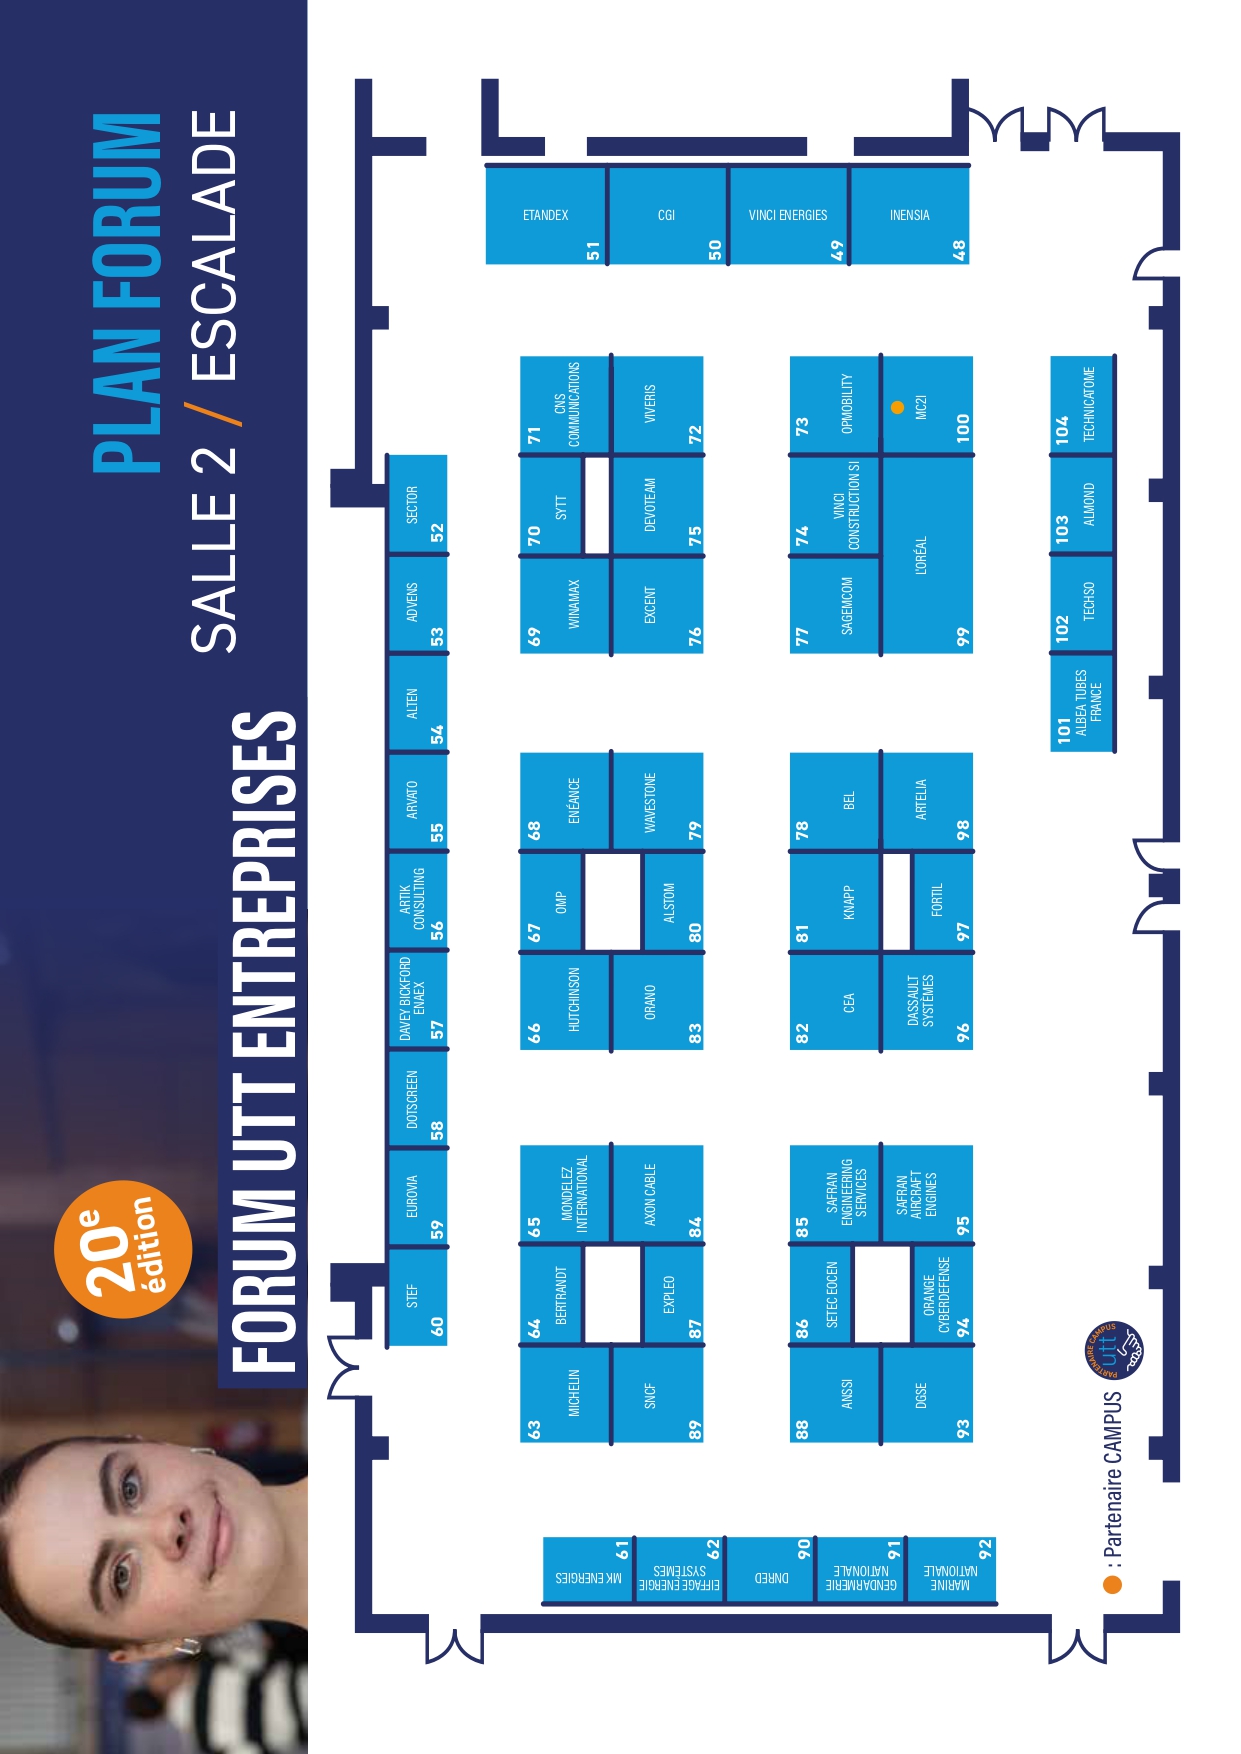 PLAN FORUM
SALLE 2 / ESCALADE
FORUM UTT ENTREPRISES
20e
édition
ETANDEX
51
CGI
50
VINCI ENERGIES
49
INENSIA
48
SECTOR
52
ADVENS
53
ALTEN
54
ARVATO
55
ARTIK
CONSULTING
56
DAVEY BICKFORD
ENAEX
57
DOTSCREEN
58
EUROVIA
59
STEF
60
71
CNS
COMMUNICATIONS
VIVERIS
72
70
SYTT
DEVOTEAM
75
69
WINAMAX
EXCENT
76
73
OPMOBILITY
MC2I
100
74
VINCI
CONSTRUCTION SI
77
SAGEMCOM
L'ORÉAL
99
104
TECHNICATOME
103
ALMOND
102
TECHSO
101
ALBEA TUBES
FRANCE
68
ENÉANCE
WAVESTONE
79
67
OMP
ALSTOM
80
66
HUTCHINSON
ORANO
83
78
BEL
ARTELIA
98
81
KNAPP
FORTIL
97
82
CEA
DASSAULT
SYSTÈMES
96
65
MONDELEZ
INTERNATIONAL
AXON CABLE
84
64
BERTRANDT
EXPLEO
87
63
MICHELIN
SNCF
89
85
SAFRAN
ENGINEERING
SERVICES
SAFRAN
AIRCRAFT
ENGINES
95
86
SETEC EOCEN
ORANGE
CYBERDEFENSE
94
88
ANSSI
DGSE
93
61
MK ENERGIES
62
EIFFAGE ENERGIE
SYSTÈMES
90
DNRED
91
GENDARMERIE
NATIONALE
92
MARINE
NATIONALE
: Partenaire CAMPUS
PARTENAIRE CAMPUS
utt